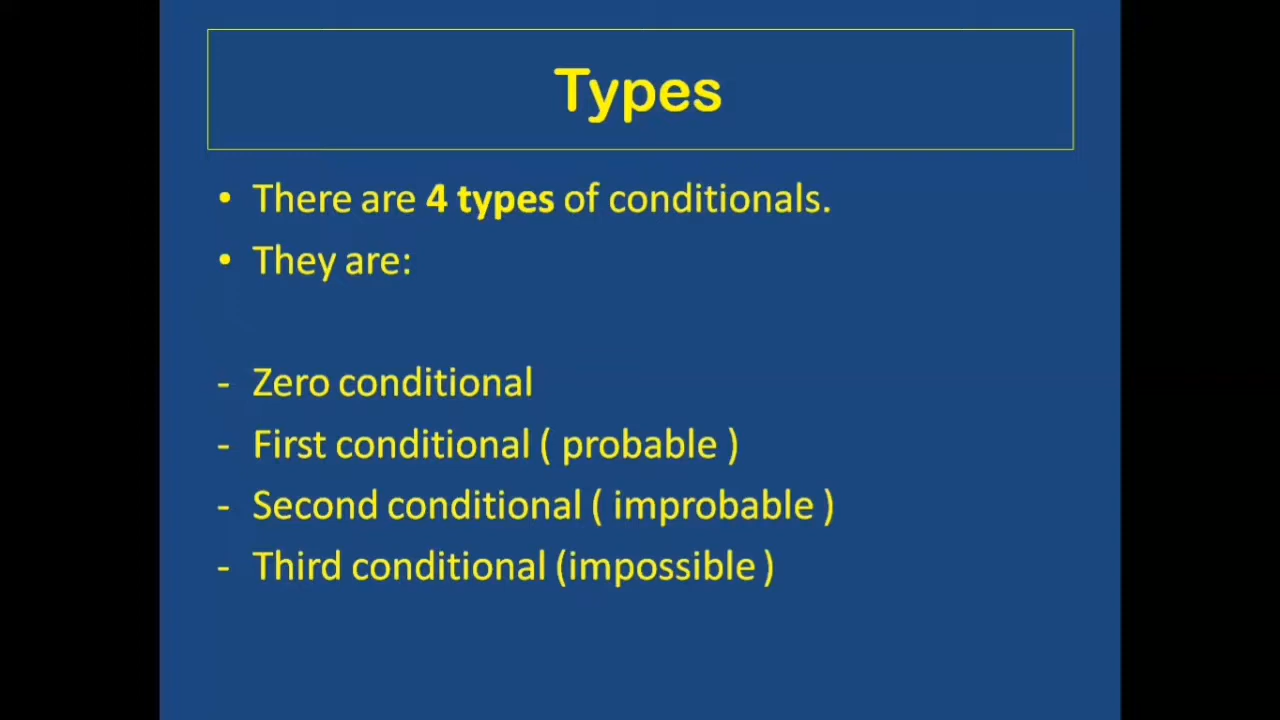 Types
• There are 4 types of conditionals.
• They are:
- Zero conditional
- First conditional ( probable )
- Second conditional ( improbable )
- Third conditional (impossible )